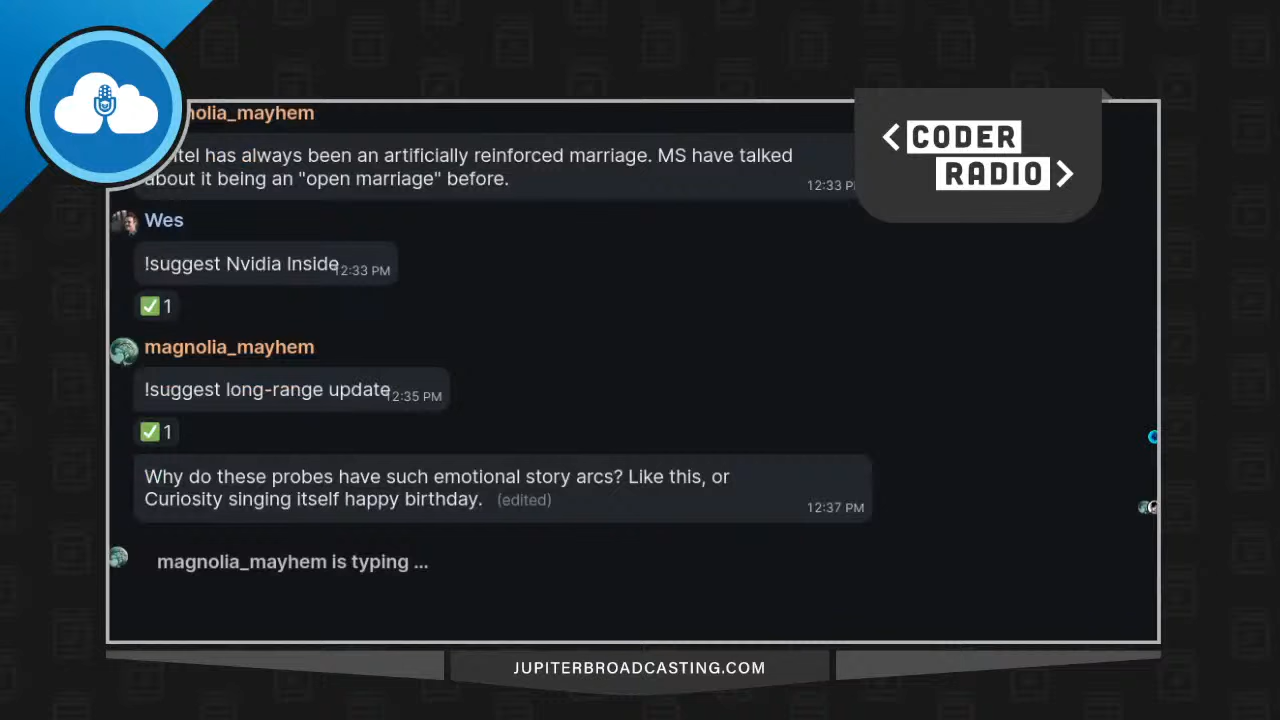 nolia_mayhem
CODER
RADIO
tel has always been an artificially reinforced marriage. MS have talked
about it being an "open marriage" before.
12:33
Wes
!suggest Nvidia Inside
12:33 PM
✅ 1
magnolia_mayhem
!suggest long-range update
12:35 PM
✅ 1
Why do these probes have such emotional story arcs? Like this, or
Curiosity singing itself happy birthday. (edited)
12:37 PM
magnolia_mayhem is typing ...
JUPITERBROADCASTING.COM